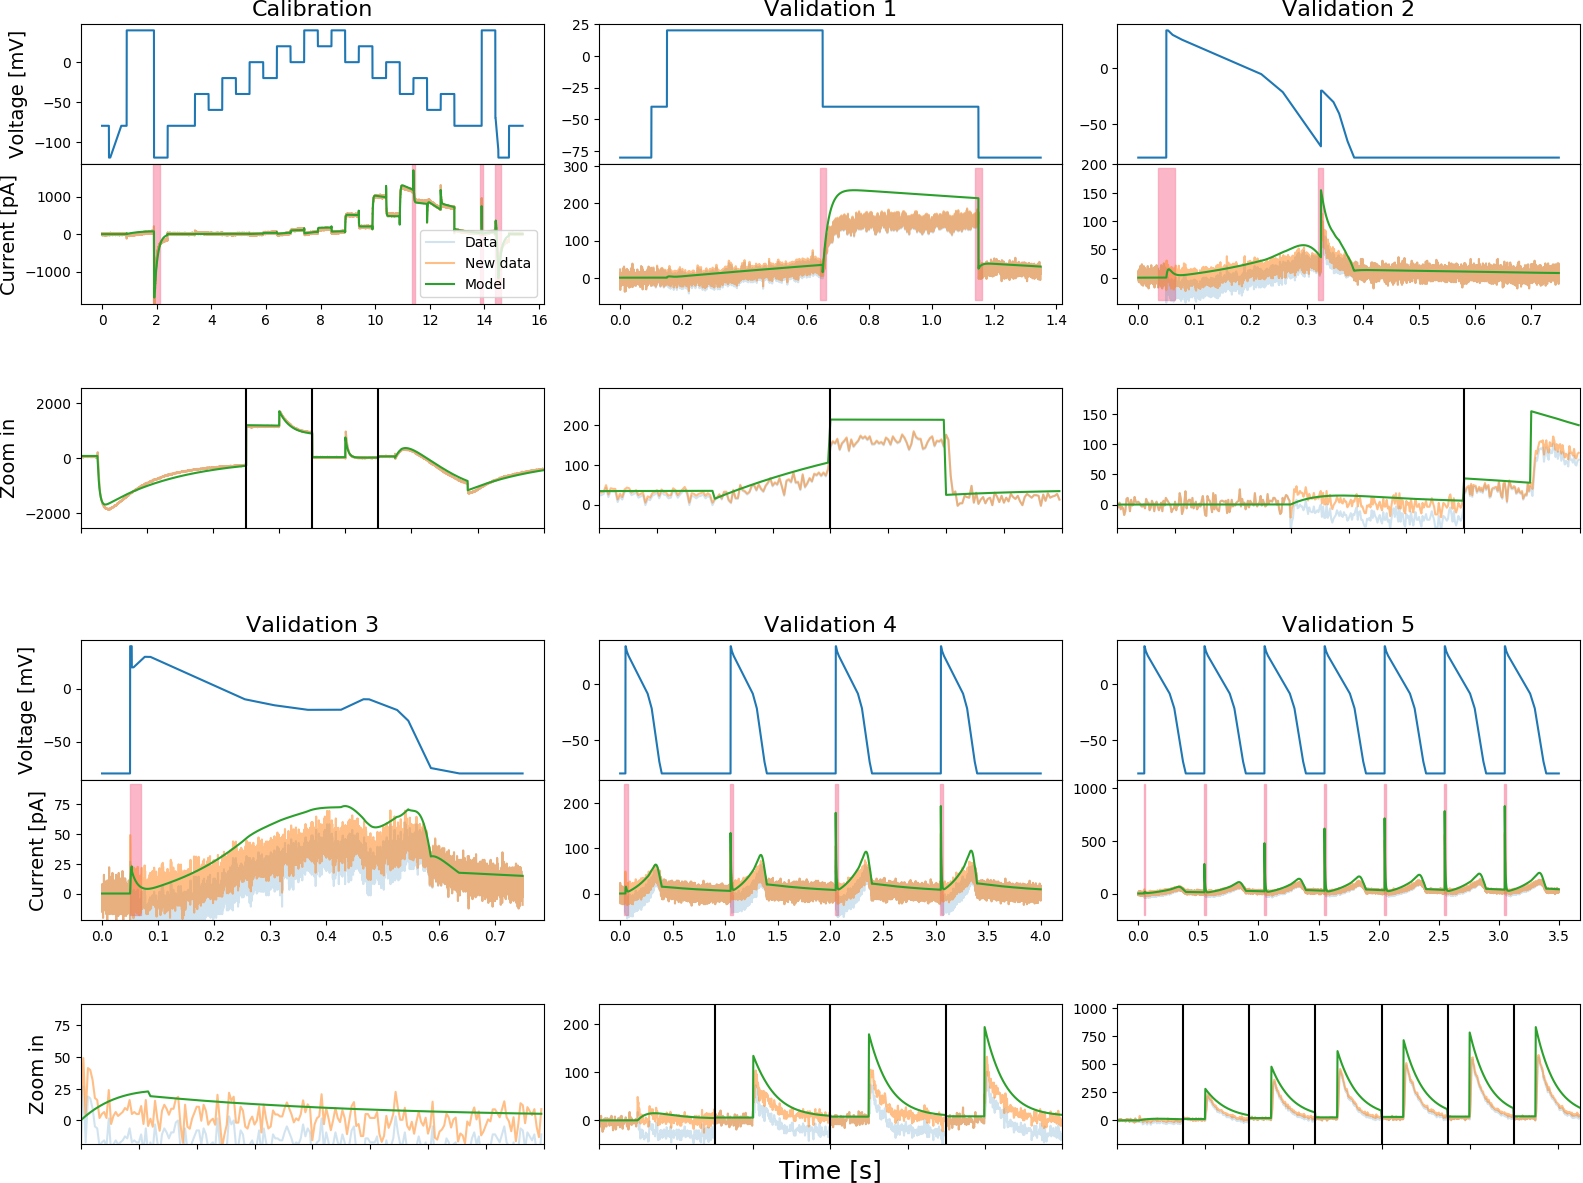 Calibration
Validation 1
Validation 2
Voltage [mV]
0
−50
−100
25
0
−25
−50
−75
0
−50
Current [pA]
1000
0
−1000
Data
New data
Model
300
200
100
0
200
150
100
50
0
0 2 4 6 8 10 12 14 16
0.0 0.2 0.4 0.6 0.8 1.0 1.2 1.4
0.0 0.1 0.2 0.3 0.4 0.5 0.6 0.7
Zoom in
2000
0
−2000
200
100
0
150
100
50
0
Validation 3
Validation 4
Validation 5
Voltage [mV]
0
−50
0
−50
0
−50
Current [pA]
75
50
25
0
200
100
0
1000
500
0
0.0 0.1 0.2 0.3 0.4 0.5 0.6 0.7
0.0 0.5 1.0 1.5 2.0 2.5 3.0 3.5 4.0
0.0 0.5 1.0 1.5 2.0 2.5 3.0 3.5
Zoom in
75
50
25
0
200
100
0
1000
750
500
250
0
Time [s]